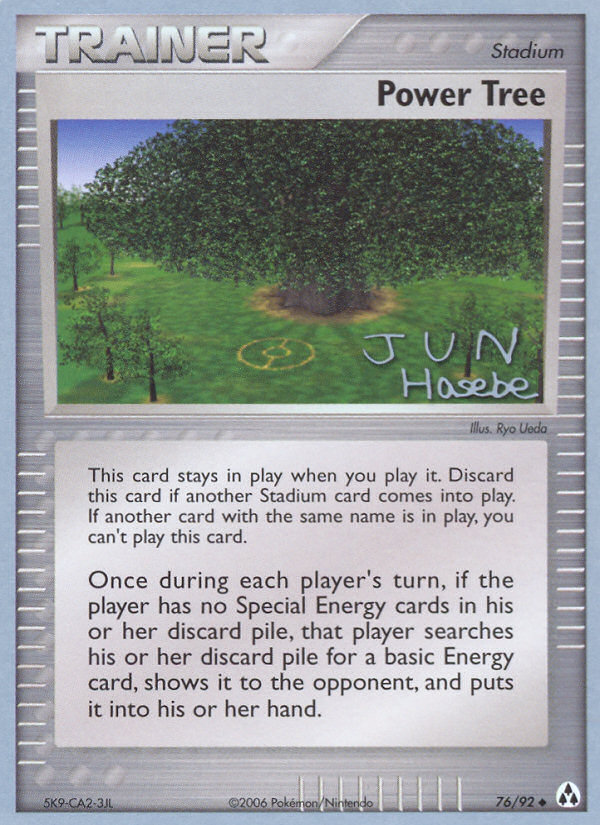 TRAINER
Stadium
Power Tree
JUN
Hasebe
Illus. Ryo Ueda
This card stays in play when you play it. Discard
this card if another Stadium card comes into play.
If another card with the same name is in play, you
can't play this card.
Once during each player's turn, if the
player has no Special Energy cards in his
or her discard pile, that player searches
his or her discard pile for a basic Energy
card, shows it to the opponent, and puts
it into his or her hand.
5K9-CA2-3JL
©2006 Pokémon/Nintendo
76/92